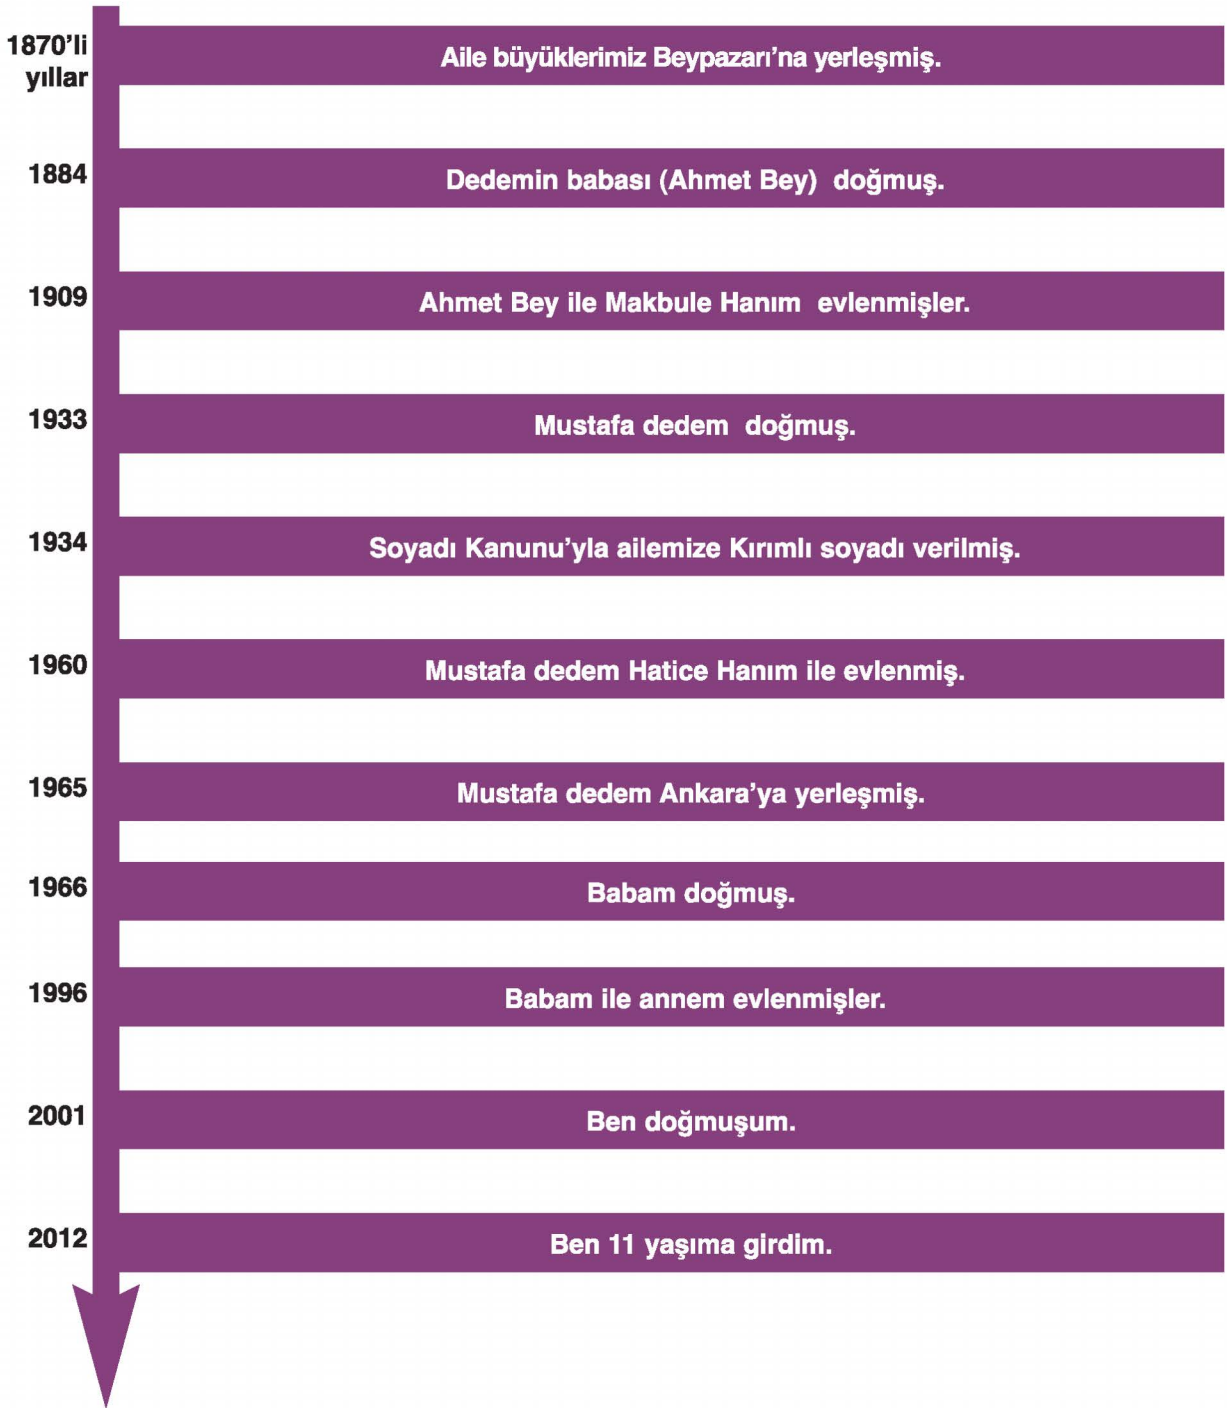 1870'li
yıllar
Aile büyüklerimiz Beypazarı'na yerleşmiş.
1884
Dedemin babası (Ahmet Bey) doğmuş.
1909
Ahmet Bey ile Makbule Hanım evlenmişler.
1933
Mustafa dedem doğmuş.
1934
Soyadı Kanunu'yla ailemize Kırımlı soyadı verilmiş.
1960
Mustafa dedem Hatice Hanım ile evlenmiş.
1965
Mustafa dedem Ankara'ya yerleşmiş.
1966
Babam doğmuş.
1996
Babam ile annem evlenmişler.
2001
Ben doğmuşum.
2012
Ben 11 yaşıma girdim.